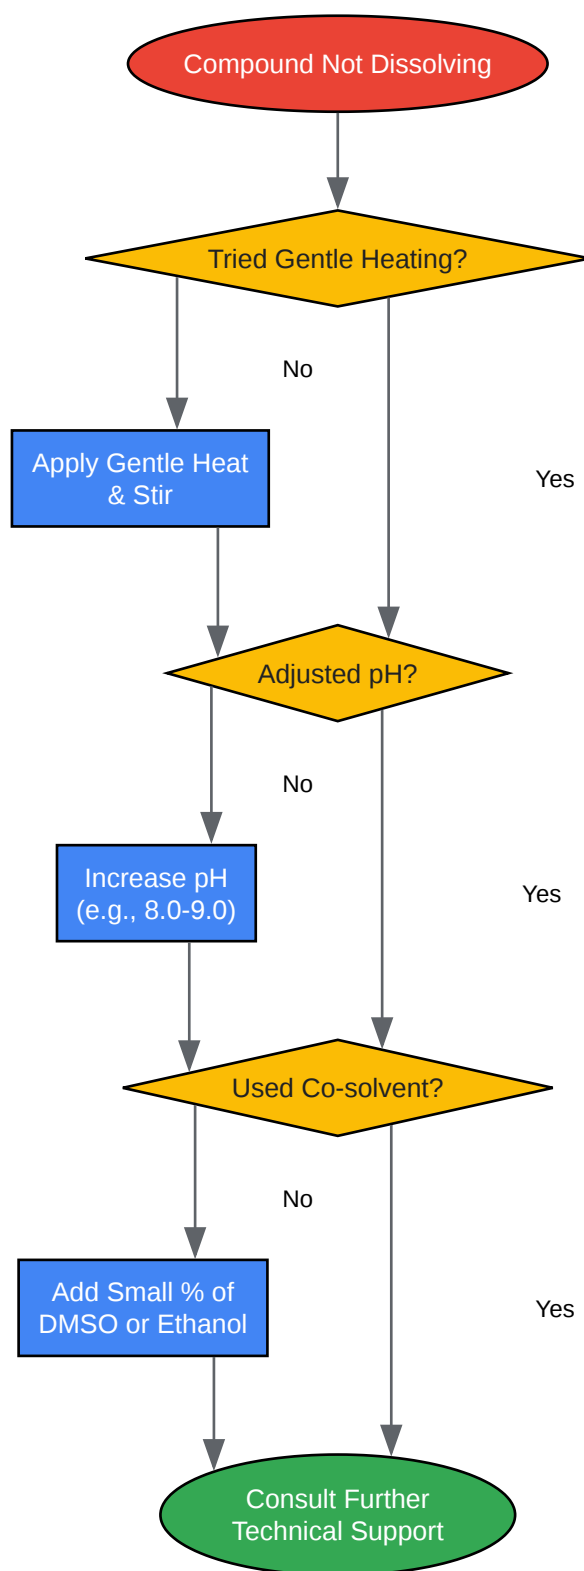 Compound Not Dissolving
Tried Gentle Heating?
No
Apply Gentle Heat
& Stir
Yes
Adjusted pH?
No
Increase pH
(e.g., 8.0-9.0)
Yes
Used Co-solvent?
No
Add Small % of
DMSO or Ethanol
Yes
Consult Further
Technical Support